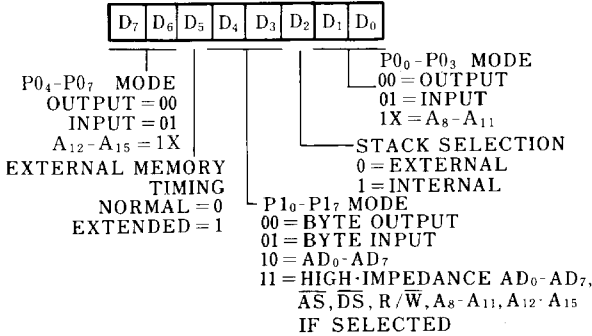 D₇ D₆ D₅ D₄ D₃ D₂ D₁ D₀
P0₄-P0₇ MODE
OUTPUT = 00
INPUT = 01
A₁₂-A₁₅ = 1X
EXTERNAL MEMORY
TIMING
NORMAL = 0
EXTENDED = 1
P0₀-P0₃ MODE
00 = OUTPUT
01 = INPUT
1X = A₈-A₁₁
STACK SELECTION
0 = EXTERNAL
1 = INTERNAL
P1₀-P1₇ MODE
00 = BYTE OUTPUT
01 = BYTE INPUT
10 = AD₀-AD₇
11 = HIGH-IMPEDANCE AD₀-AD₇,
A̅S̅, D̅S̅, R/W̅, A₈-A₁₁, A₁₂-A₁₅
IF SELECTED